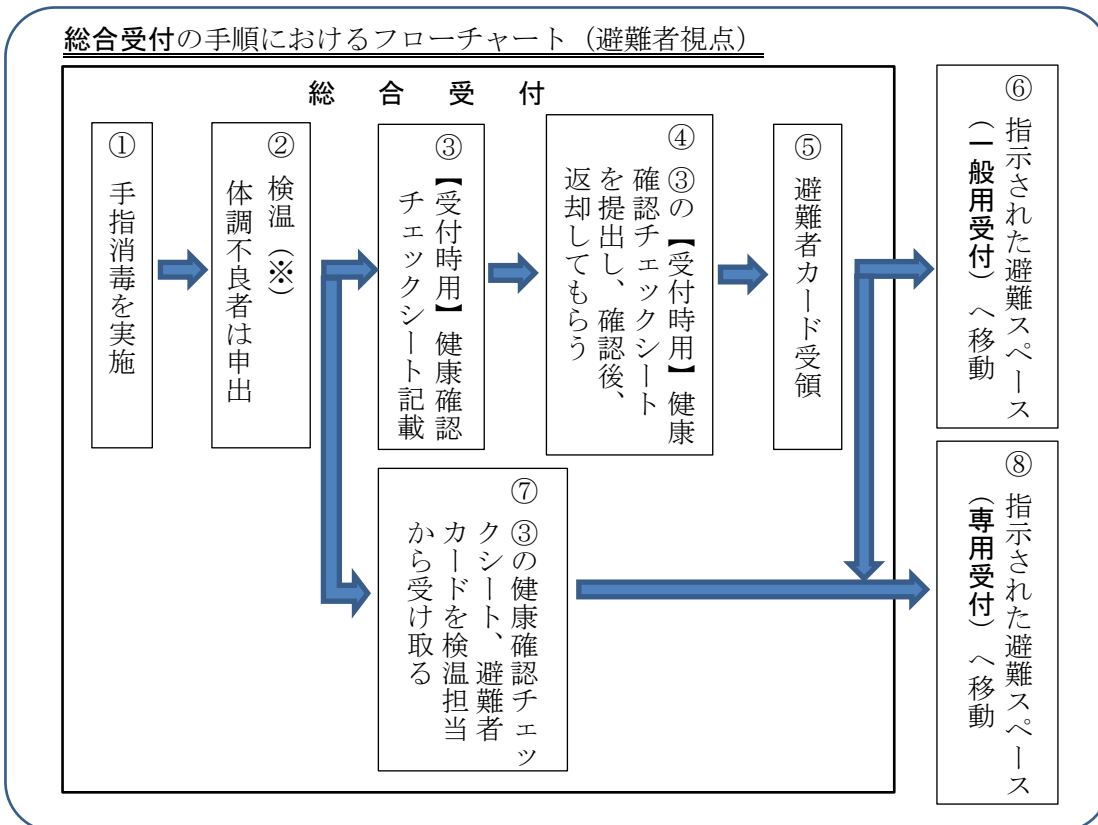 総合受付の手順におけるフローチャート（避難者視点）
総合受付
① 手指消毒を実施
② 検温（※）
体調不良者は申出
③ 【受付時用】健康確認
チェックシート記載
④ ③の【受付時用】健康
確認チェックシート
を提出し、確認後、
返却してもらう
⑤ 避難者カード受領
⑥ 指示された避難スペース
（一般用受付）へ移動
⑦ ③の健康確認チェッ
クシート、避難者
カードを検温担当
から受け取る
⑧ 指示された避難スペース
（専用受付）へ移動